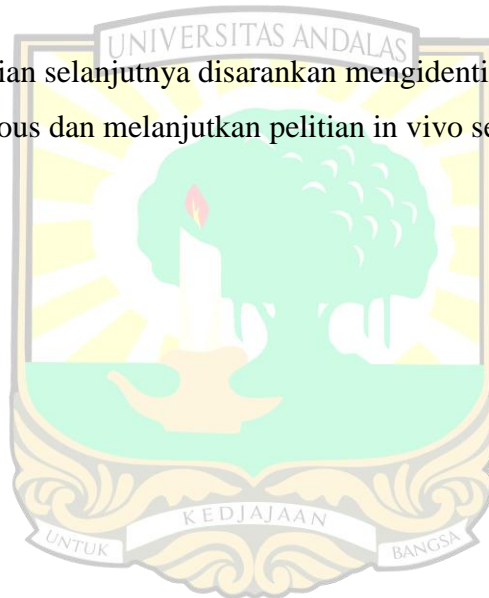 UNIVERSITAS ANDALAS
ian selanjutnya disarankan mengidenti
ous dan melanjutkan pelitian in vivo se
KEDJAJAAN
UNTUK BANGSA